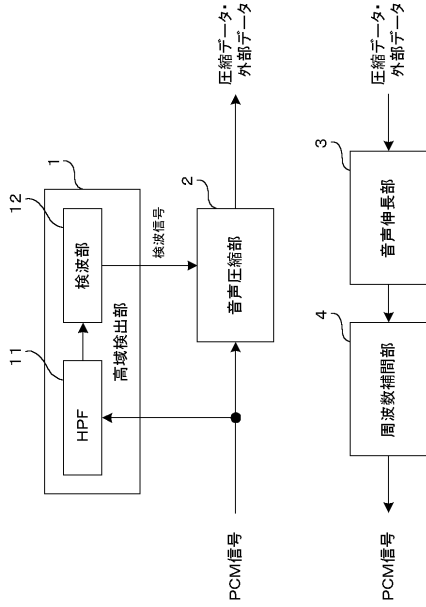 1
11
HPF
12
検波部
高域検出部
検波信号
PCM信号
2
音声圧縮部
圧縮データ・
外部データ
3
音声伸長部
圧縮データ・
外部データ
4
周波数補間部
PCM信号